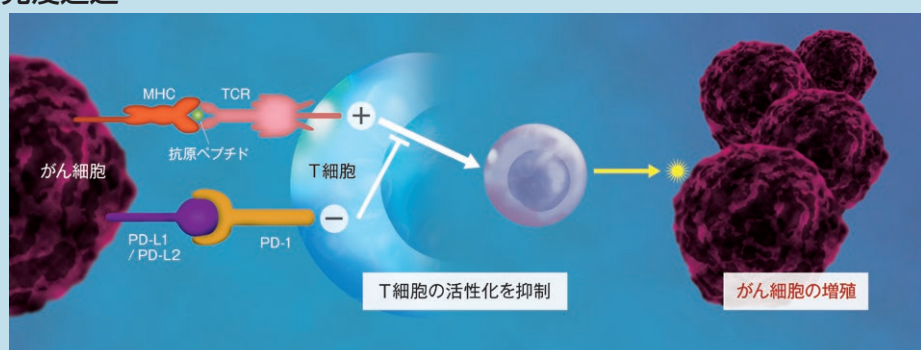 MHC
TCR
抗原ペプチド
がん細胞
T細胞
PD-L1
/ PD-L2
PD-1
T細胞の活性化を抑制
がん細胞の増殖